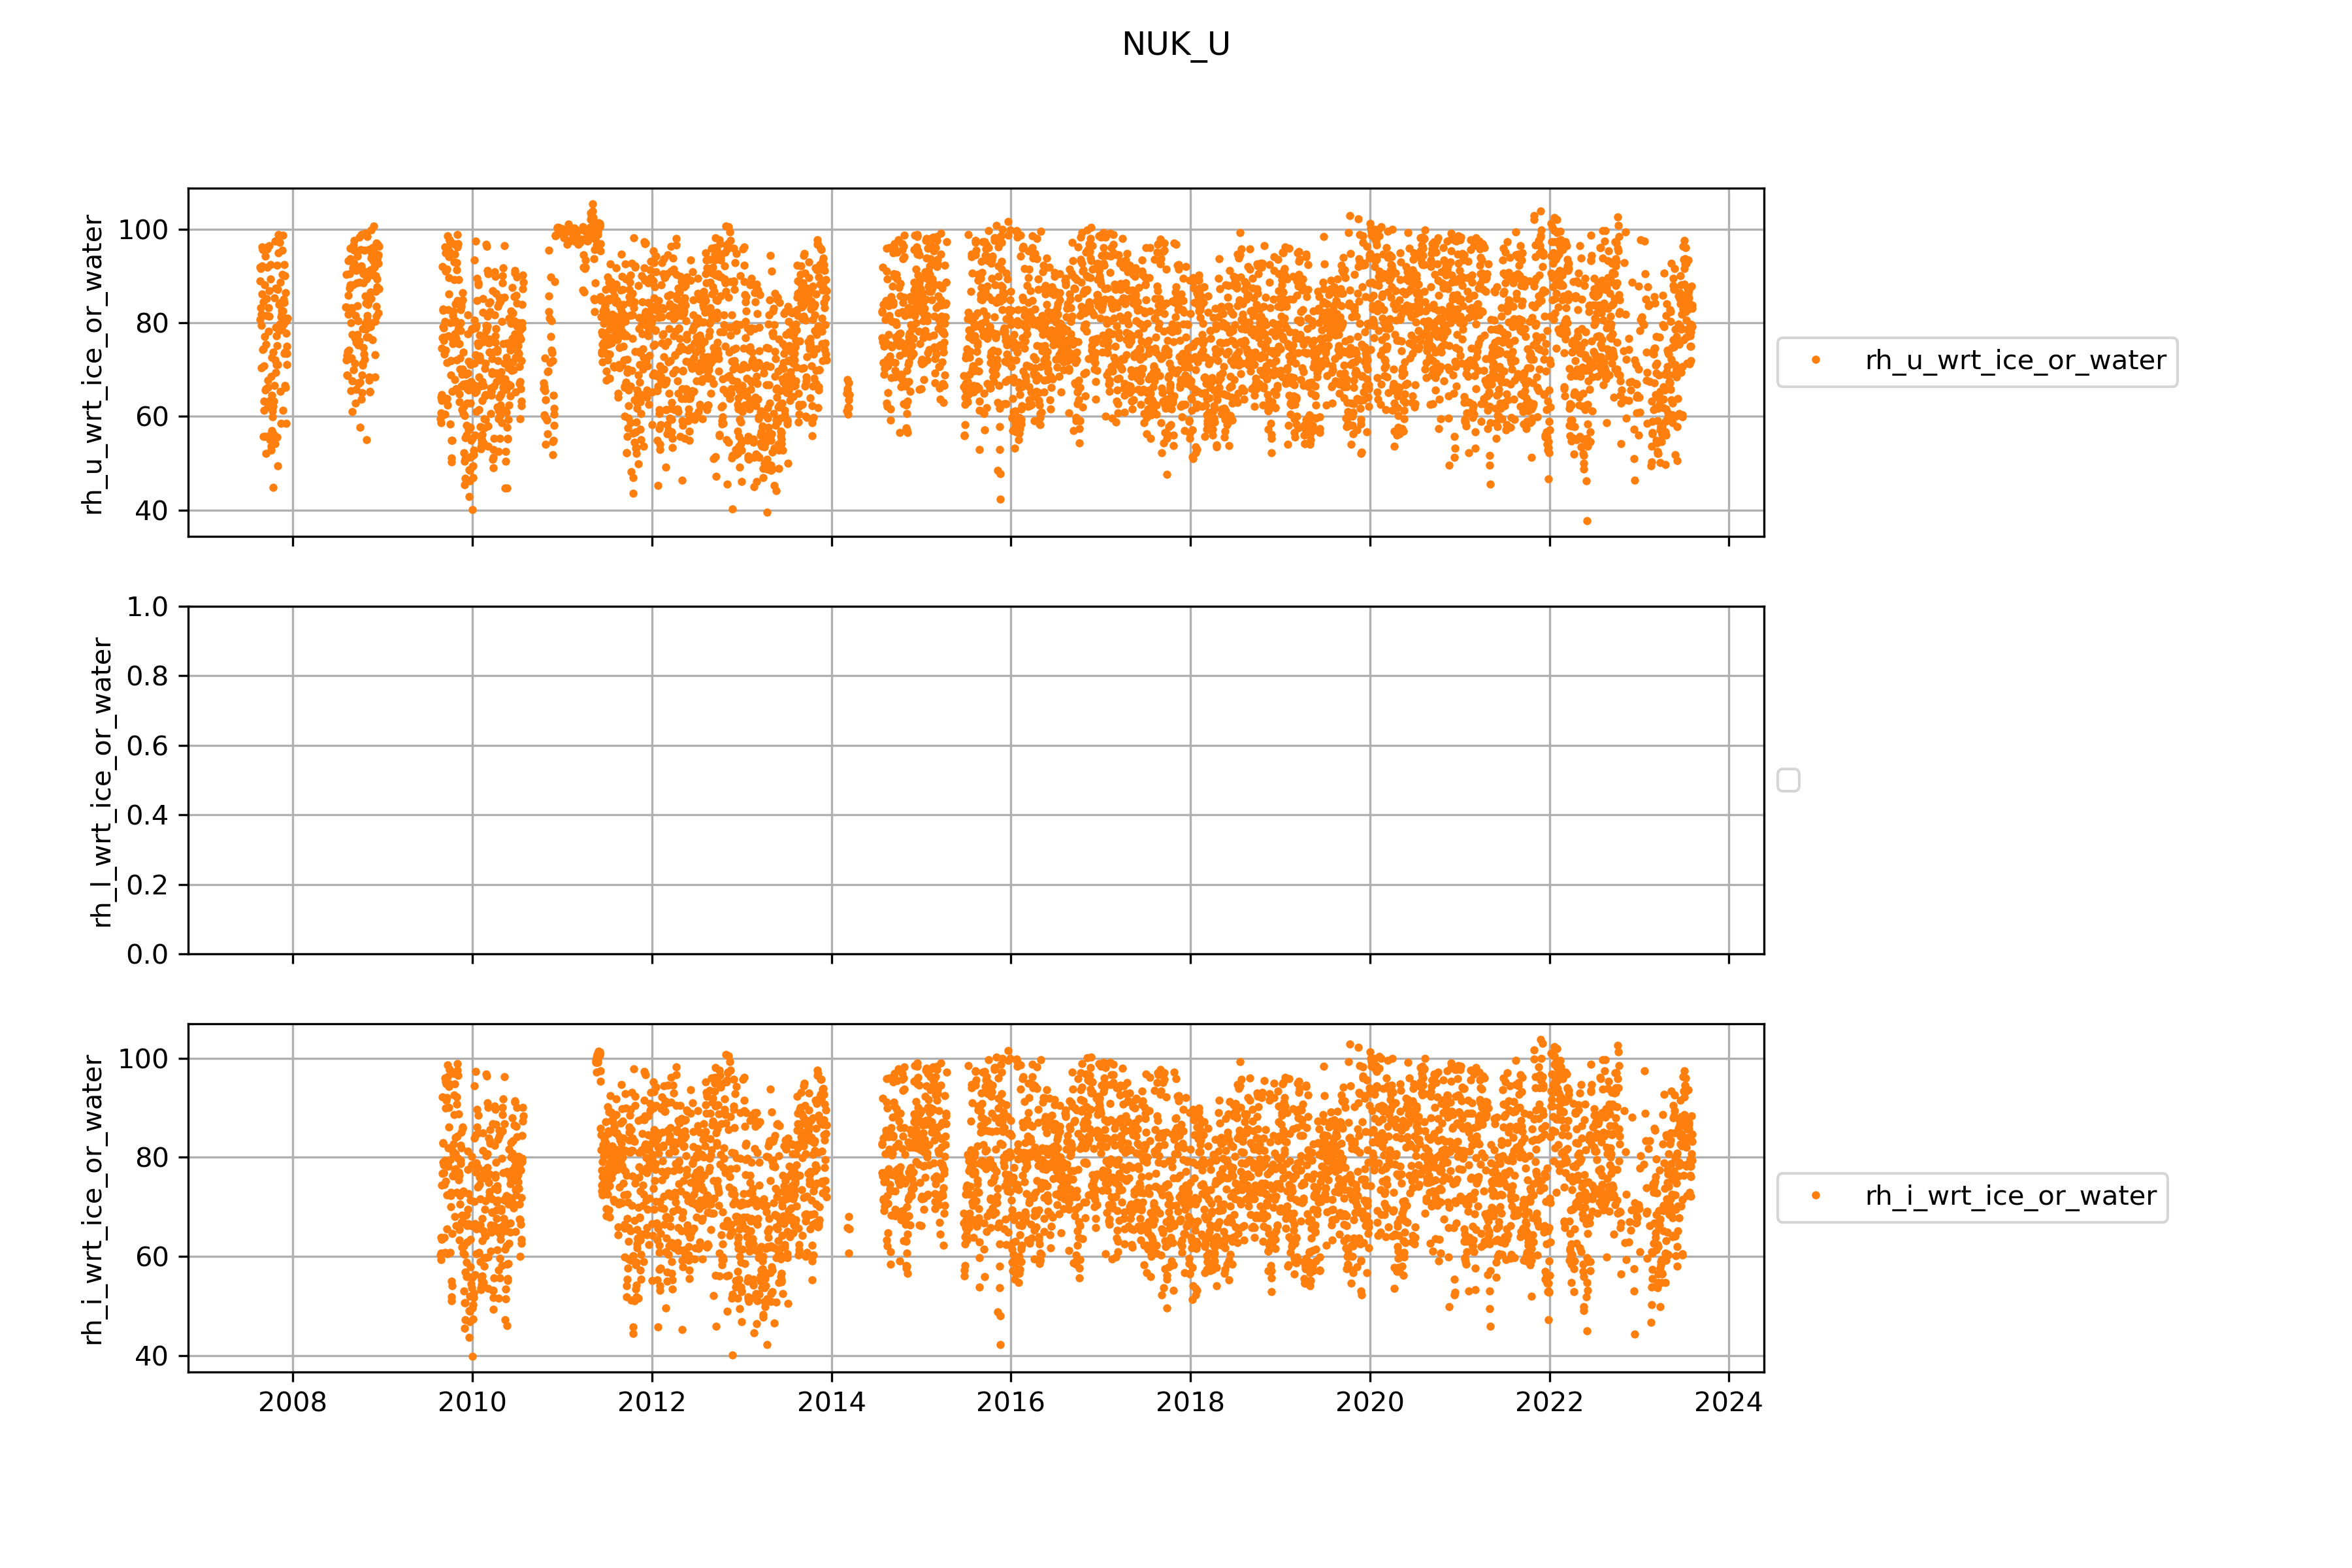 NUK_U
rh_u_wrt_ice_or_water
100
80
60
40
rh_u_wrt_ice_or_water
rh_l_wrt_ice_or_water
1.0
0.8
0.6
0.4
0.2
0.0
rh_i_wrt_ice_or_water
100
80
60
40
rh_i_wrt_ice_or_water
2008 2010 2012 2014 2016 2018 2020 2022 2024